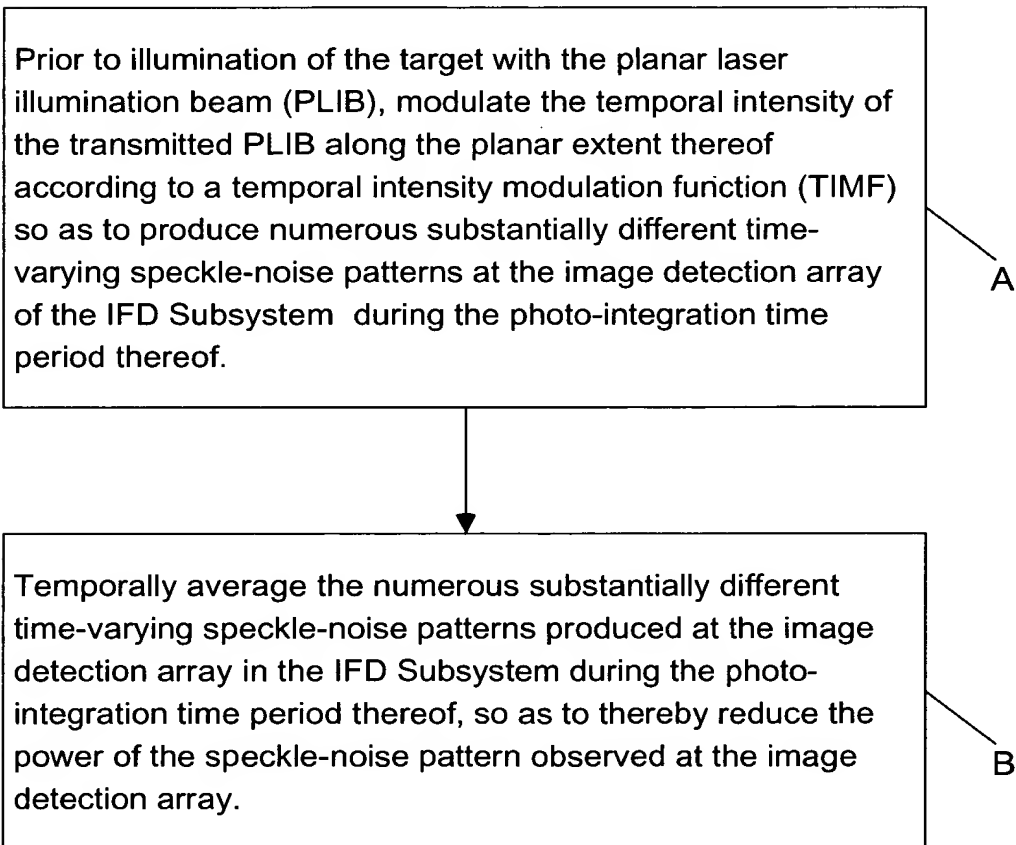 Prior to illumination of the target with the planar laser
illumination beam (PLIB), modulate the temporal intensity of
the transmitted PLIB along the planar extent thereof
according to a temporal intensity modulation function (TIMF)
so as to produce numerous substantially different time-
varying speckle-noise patterns at the image detection array
of the IFD Subsystem during the photo-integration time
period thereof.
A
Temporally average the numerous substantially different
time-varying speckle-noise patterns produced at the image
detection array in the IFD Subsystem during the photo-
integration time period thereof, so as to thereby reduce the
power of the speckle-noise pattern observed at the image
detection array.
B